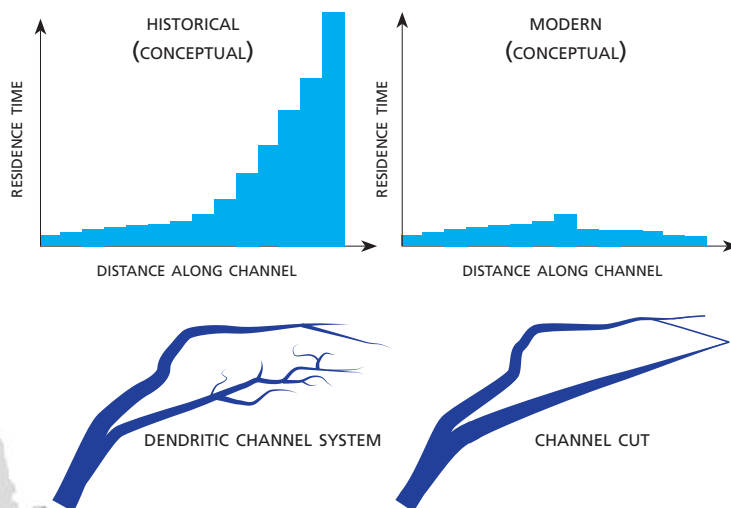 HISTORICAL
(CONCEPTUAL)
RESIDENCE TIME
DISTANCE ALONG CHANNEL
MODERN
(CONCEPTUAL)
RESIDENCE TIME
DISTANCE ALONG CHANNEL
DENDRITIC CHANNEL SYSTEM
CHANNEL CUT